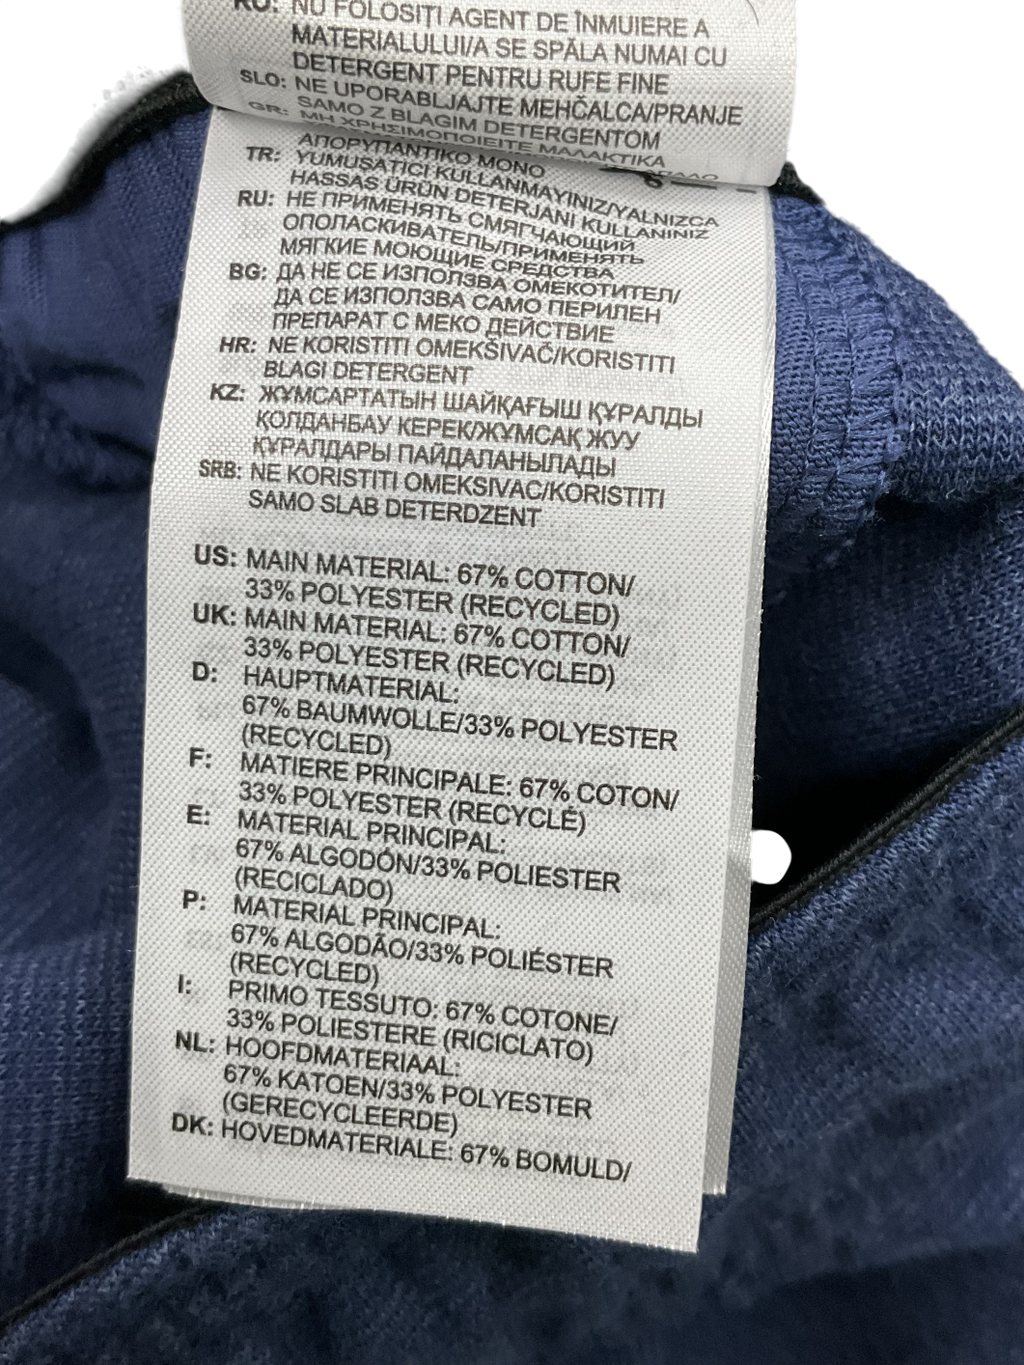 RO: NU FOLOSIȚI AGENT DE ÎNMUIERE A
MATERIALULUI/A SE SPĂLA NUMAI CU
DETERGENT PENTRU RUFE FINE
SLO: NE UPORABLJAJTE MEHČALCA/PRANJE
SAMO Z BLAGIM DETERGENTOM
GR: ΜΗ ΧΡΗΣΙΜΟΠΟΙΕΙΤΕ ΜΑΛΑΚΤΙΚΑ
ΑΠΟΡΥΠΑΝΤΙΚΟ ΜΟΝΟ
TR: YUMUŞATICI KULLANMAYINIZ/YALNIZCA
HASSAS ÜRÜN DETERJANI KULLANINIZ
RU: НЕ ПРИМЕНЯТЬ СМЯГЧАЮЩИЙ
ОПОЛАСКИВАТЕЛЬ/ПРИМЕНЯТЬ
МЯГКИЕ МОЮЩИЕ СРЕДСТВА
BG: ДА НЕ СЕ ИЗПОЛЗВА ОМЕКОТИТЕЛ/
ДА СЕ ИЗПОЛЗВА САМО ПЕРИЛЕН
ПРЕПАРАТ С МЕКО ДЕЙСТВИЕ
HR: NE KORISTITI OMEKŠIVAČ/KORISTITI
BLAGI DETERGENT
KZ: ЖҰМСАРТАТЫН ШАЙҚАҒЫШ ҚҰРАЛДЫ
ҚОЛДАНБАУ КЕРЕК/ЖҰМСАҚ ЖУУ
ҚҰРАЛДАРЫ ПАЙДАЛАНЫЛАДЫ
SRB: NE KORISTITI OMEKSIVAC/KORISTITI
SAMO SLAB DETERDZENT
US: MAIN MATERIAL: 67% COTTON/
33% POLYESTER (RECYCLED)
UK: MAIN MATERIAL: 67% COTTON/
33% POLYESTER (RECYCLED)
D: HAUPTMATERIAL:
67% BAUMWOLLE/33% POLYESTER
(RECYCLED)
F: MATIERE PRINCIPALE: 67% COTON/
33% POLYESTER (RECYCLÉ)
E: MATERIAL PRINCIPAL:
67% ALGODÓN/33% POLIESTER
(RECICLADO)
P: MATERIAL PRINCIPAL:
67% ALGODÃO/33% POLIÉSTER
(RECYCLED)
I: PRIMO TESSUTO: 67% COTONE/
33% POLIESTERE (RICICLATO)
NL: HOOFDMATERIAAL:
67% KATOEN/33% POLYESTER
(GERECYCLEERDE)
DK: HOVEDMATERIALE: 67% BOMULD/